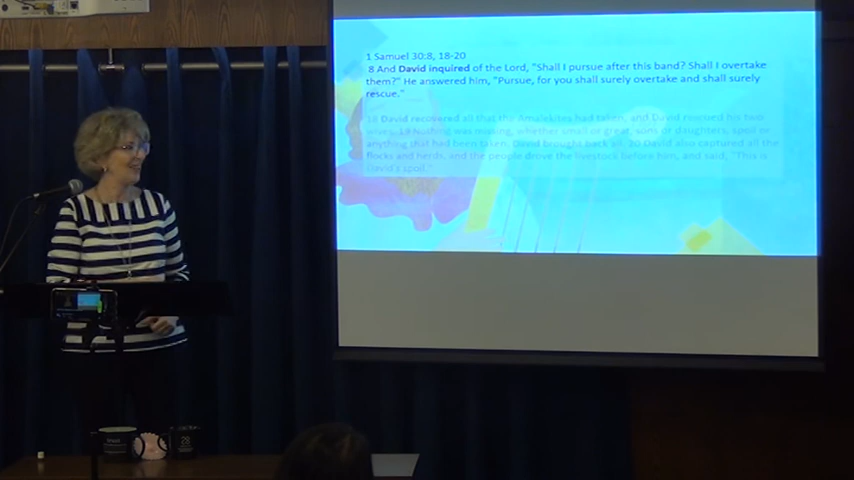 1 Samuel 30:8, 18-20
8 And David inquired of the Lord, "Shall I pursue after this band? Shall I overtake
them?" He answered him, "Pursue, for you shall surely overtake and shall surely
rescue."
18 David recovered all that the Amalekites had taken, and David rescued his two
wives. 19 Nothing was missing, whether small or great, sons or daughters, spoil or
anything that had been taken. David brought back all. 20 David also captured all the
flocks and herds, and the people drove the livestock before him, and said, "This is
David's spoil."
28